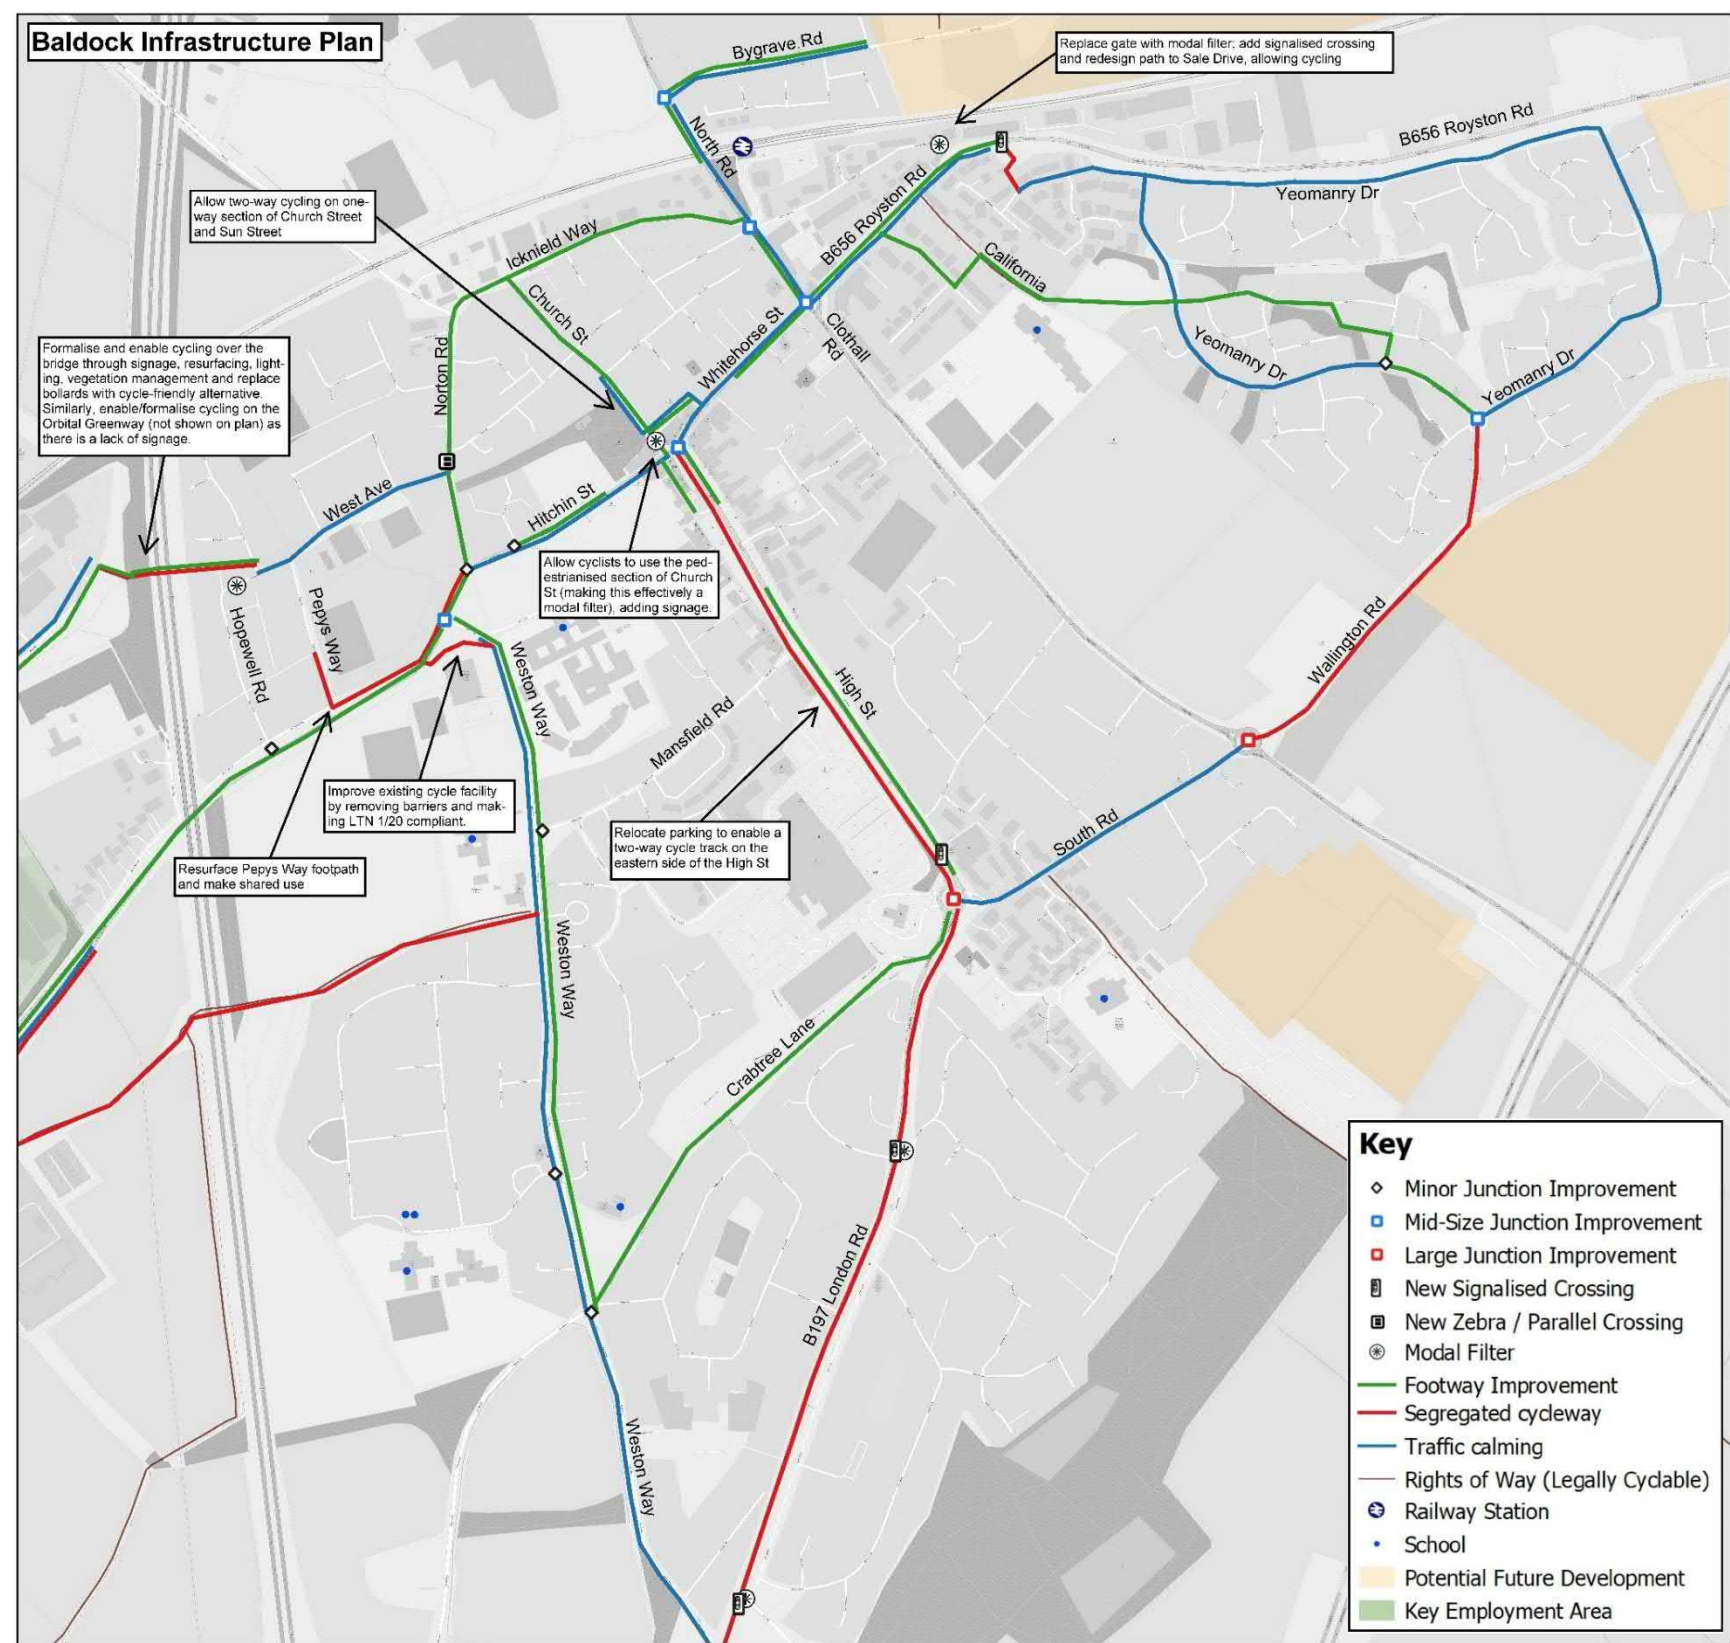 Baldock Infrastructure Plan
Bygrave Rd
Replace gate with modal filter; add signalised crossing
and redesign path to Sale Drive, allowing cycling
North Rd
B656 Royston Rd
Yeomanry Dr
Allow two-way cycling on one-
way section of Church Street
and Sun Street
Icknield Way
B656 Royston Rd
California
Church St
Whitehorse St
Clothall
Rd
Yeomanry Dr
Yeomanry Dr
Formalise and enable cycling over the
bridge through signage, resurfacing, light-
ing, vegetation management and replace
bollards with cycle-friendly alternative.
Similarly, enable/formalise cycling on the
Orbital Greenway (not shown on plan) as
there is a lack of signage.
Norton Rd
West Ave
Hitchin St
Allow cyclists to use the ped-
estrianised section of Church
St (making this effectively a
modal filter), adding signage.
Hopewell Rd
Pepys Way
Weston Way
Mansfield Rd
High St
Wallington Rd
Improve existing cycle facility
by removing barriers and mak-
ing LTN 1/20 compliant.
Relocate parking to enable a
two-way cycle track on the
eastern side of the High St
South Rd
Resurface Pepys Way footpath
and make shared use
Weston Way
Crabtree Lane
B197 London Rd
Weston Way
Key
Minor Junction Improvement
Mid-Size Junction Improvement
Large Junction Improvement
New Signalised Crossing
New Zebra / Parallel Crossing
Modal Filter
Footway Improvement
Segregated cycleway
Traffic calming
Rights of Way (Legally Cyclable)
Railway Station
School
Potential Future Development
Key Employment Area